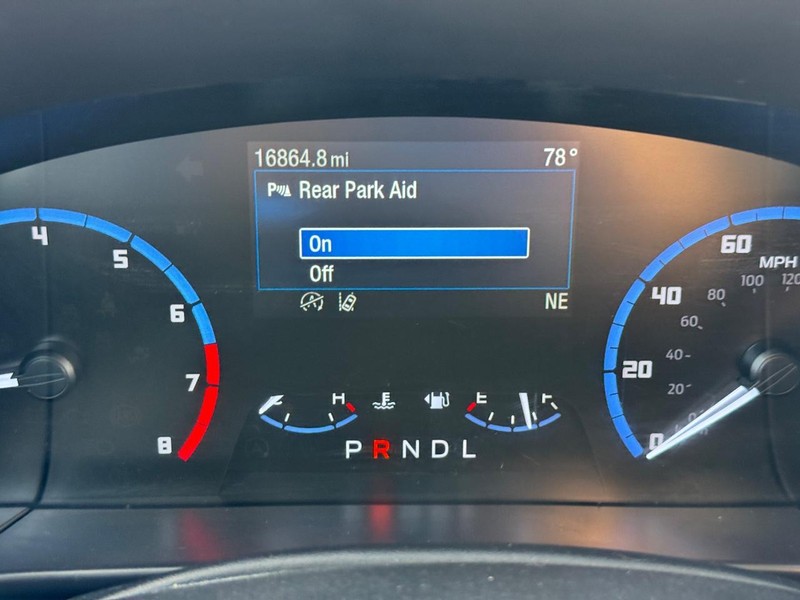 16864.8 mi 78°
P Rear Park Aid
On
Off
A NE
4 5 6 7 8
60 MPH
40 80 100 120
60
20 40
20
0
C H E F
P R N D L